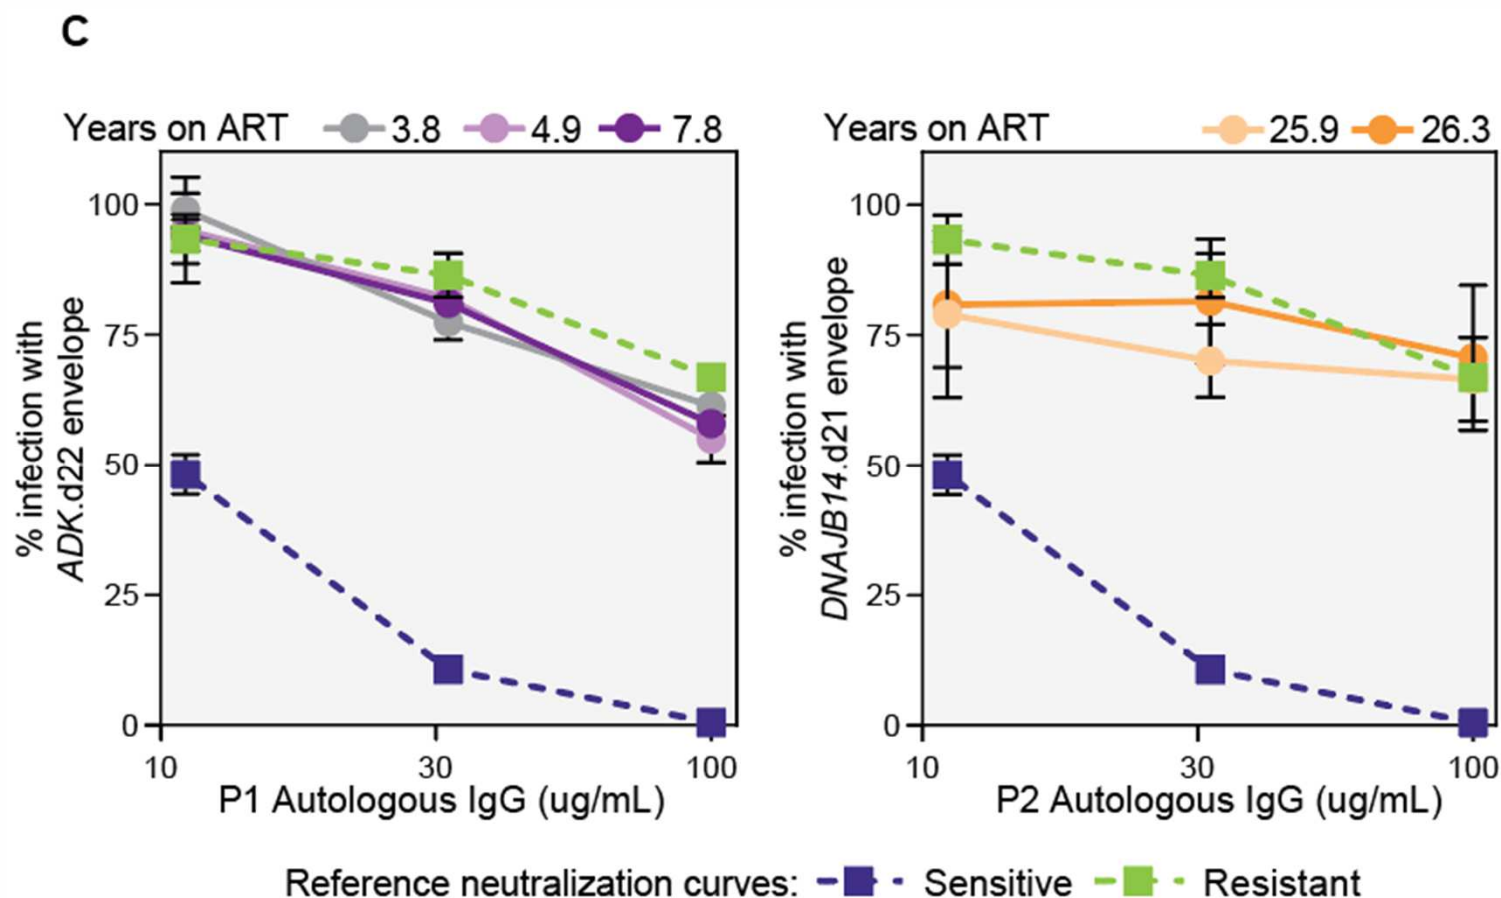 C
Years on ART 3.8 4.9 7.8
% infection with
ADK.d22 envelope
100
75
50
25
0
10 30 100
P1 Autologous IgG (ug/mL)
Years on ART 25.9 26.3
% infection with
DNAJB14.d21 envelope
100
75
50
25
0
10 30 100
P2 Autologous IgG (ug/mL)
Reference neutralization curves: Sensitive Resistant